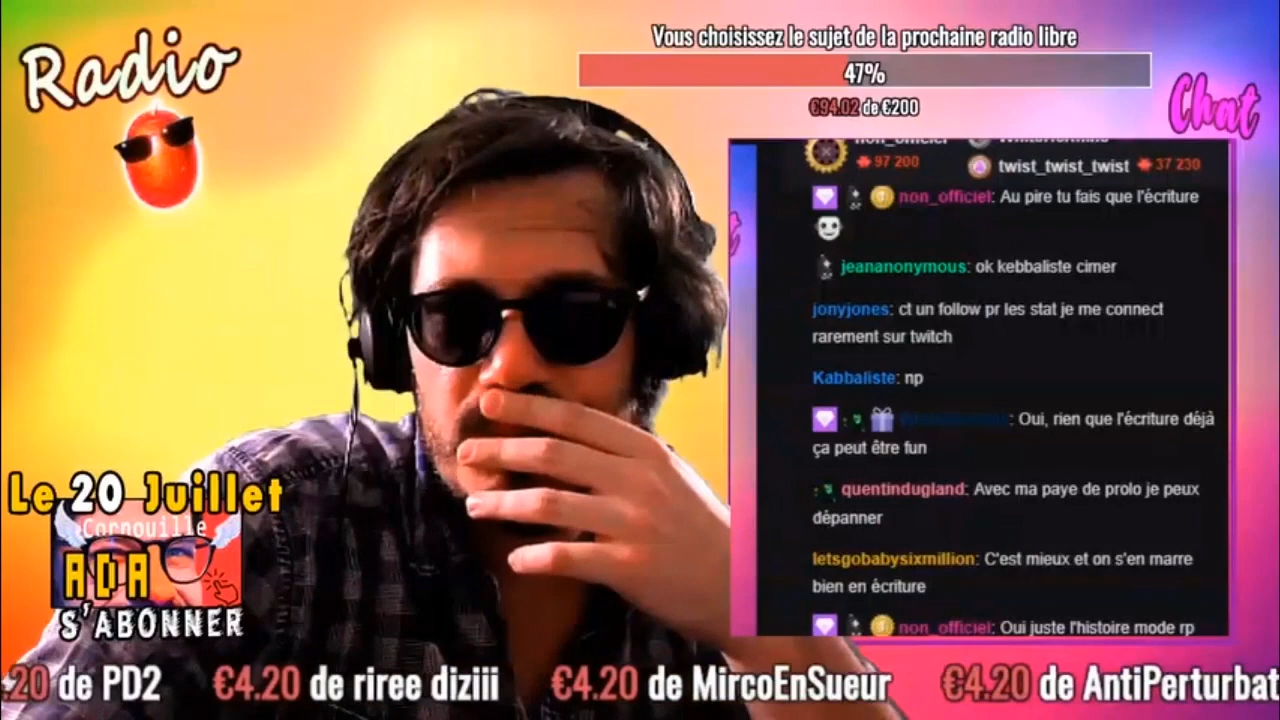 Radio
Vous choisissez le sujet de la prochaine radio libre
47%
€94.02 de €200
Chat
non_officiel
97 200
twist_twist_twist 37 230
non_officiel: Au pire tu fais que l'écriture
jeananonymous: ok kebbaliste cimer
jonyjones: ct un follow pr les stat je me connect
rarement sur twitch
Kabbaliste: np
: Oui, rien que l'écriture déjà
ça peut être fun
quentindugland: Avec ma paye de prolo je peux
dépanner
letsgobabysixmillion: C'est mieux et on s'en marre
bien en écriture
non_officiel: Oui juste l'histoire mode rp
Le 20 Juillet
Cornouille
ADA
S'ABONNER
.20 de PD2 €4.20 de riree diziii €4.20 de MircoEnSueur €4.20 de AntiPerturbat